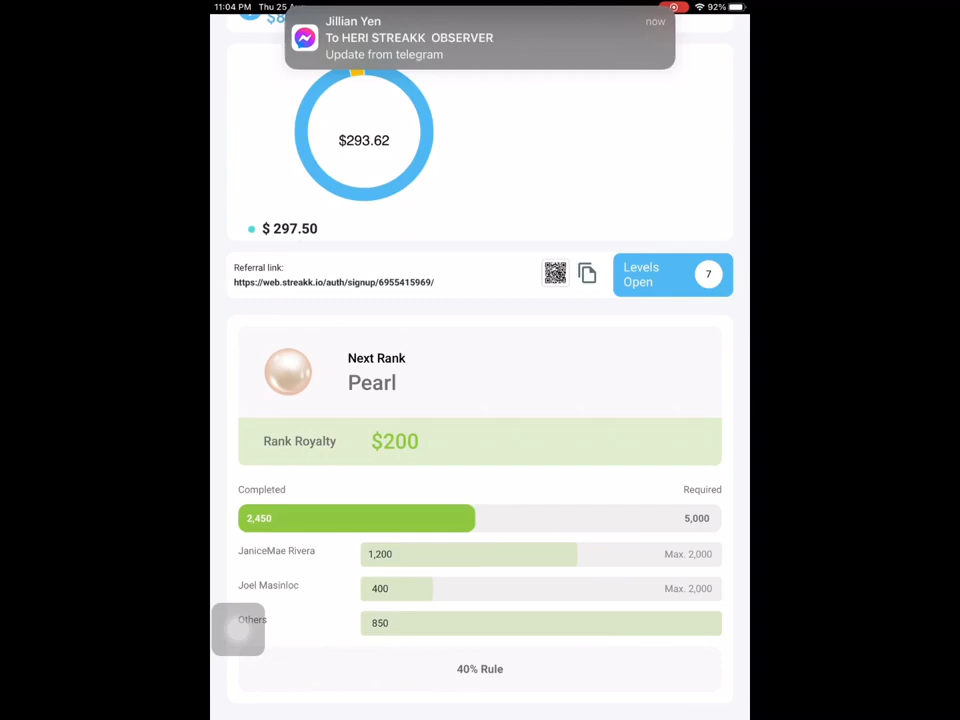 11:04 PM Thu 25 A
92%
$8
Jillian Yen
now
To HERI STREAKK OBSERVER
Update from telegram
$293.62
$ 297.50
Referral link:
https://web.streakk.io/auth/signup/6955415969/
Levels
Open
7
Next Rank
Pearl
Rank Royalty $200
Completed Required
2,450 5,000
JaniceMae Rivera 1,200 Max. 2,000
Joel Masinloc 400 Max. 2,000
Others 850
40% Rule